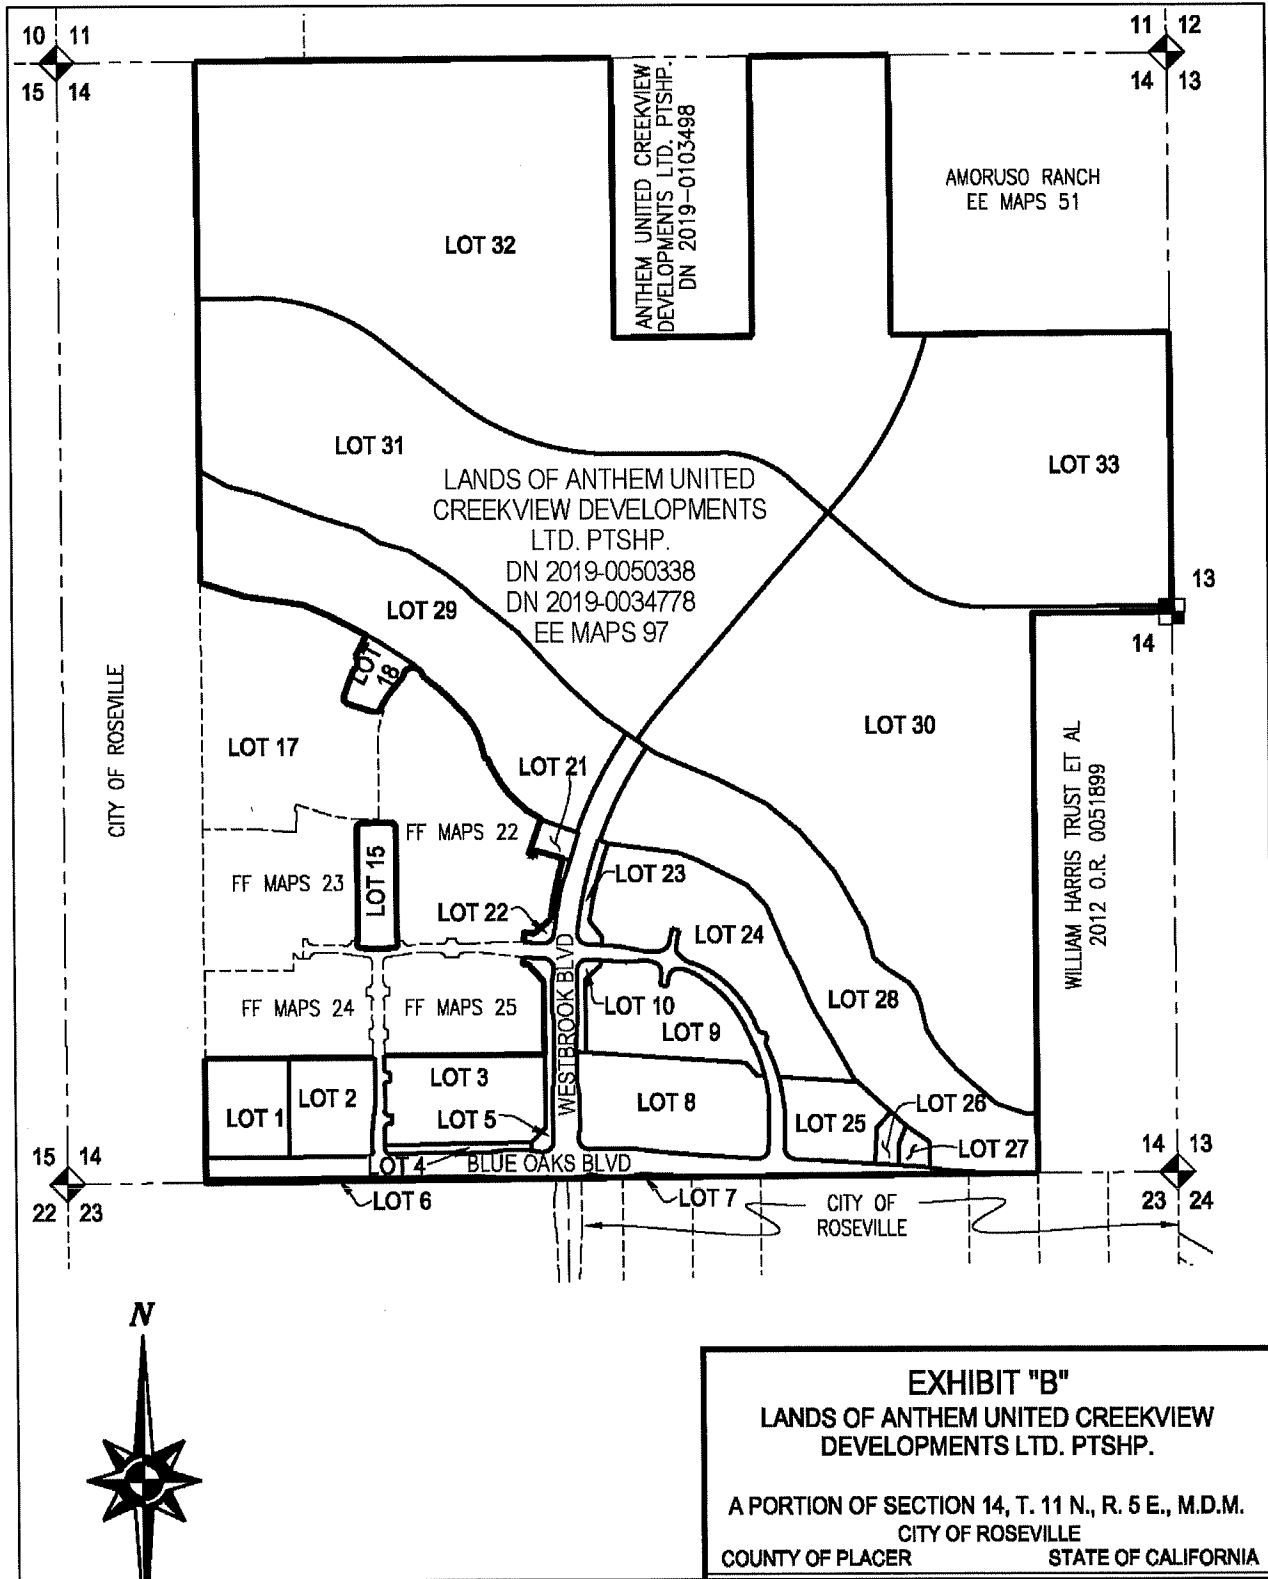 10 11
15 14
11 12
14 13
ANTHEM UNITED CREEKVIEW
DEVELOPMENTS LTD. PTSHP.
DN 2019-0103498
AMORUSO RANCH
EE MAPS 51
LOT 32
LOT 31
LOT 33
LANDS OF ANTHEM UNITED
CREEKVIEW DEVELOPMENTS
LTD. PTSHP.
DN 2019-0050338
DN 2019-0034778
EE MAPS 97
13
14
LOT 29
LOT 18
LOT 30
CITY OF ROSEVILLE
WILLIAM HARRIS TRUST ET AL
2012 O.R. 0051899
LOT 17
LOT 21
FF MAPS 22
FF MAPS 23
LOT 15
LOT 23
LOT 22
LOT 24
WESTBROOK BLVD
LOT 10
LOT 28
FF MAPS 24
FF MAPS 25
LOT 9
LOT 1
LOT 2
LOT 3
LOT 5
LOT 8
LOT 25
LOT 26
LOT 27
LOT 4
BLUE OAKS BLVD
15 14
22 23
14 13
23 24
LOT 6
LOT 7
CITY OF
ROSEVILLE
N
EXHIBIT "B"
LANDS OF ANTHEM UNITED CREEKVIEW
DEVELOPMENTS LTD. PTSHP.
A PORTION OF SECTION 14, T. 11 N., R. 5 E., M.D.M.
CITY OF ROSEVILLE
COUNTY OF PLACER STATE OF CALIFORNIA